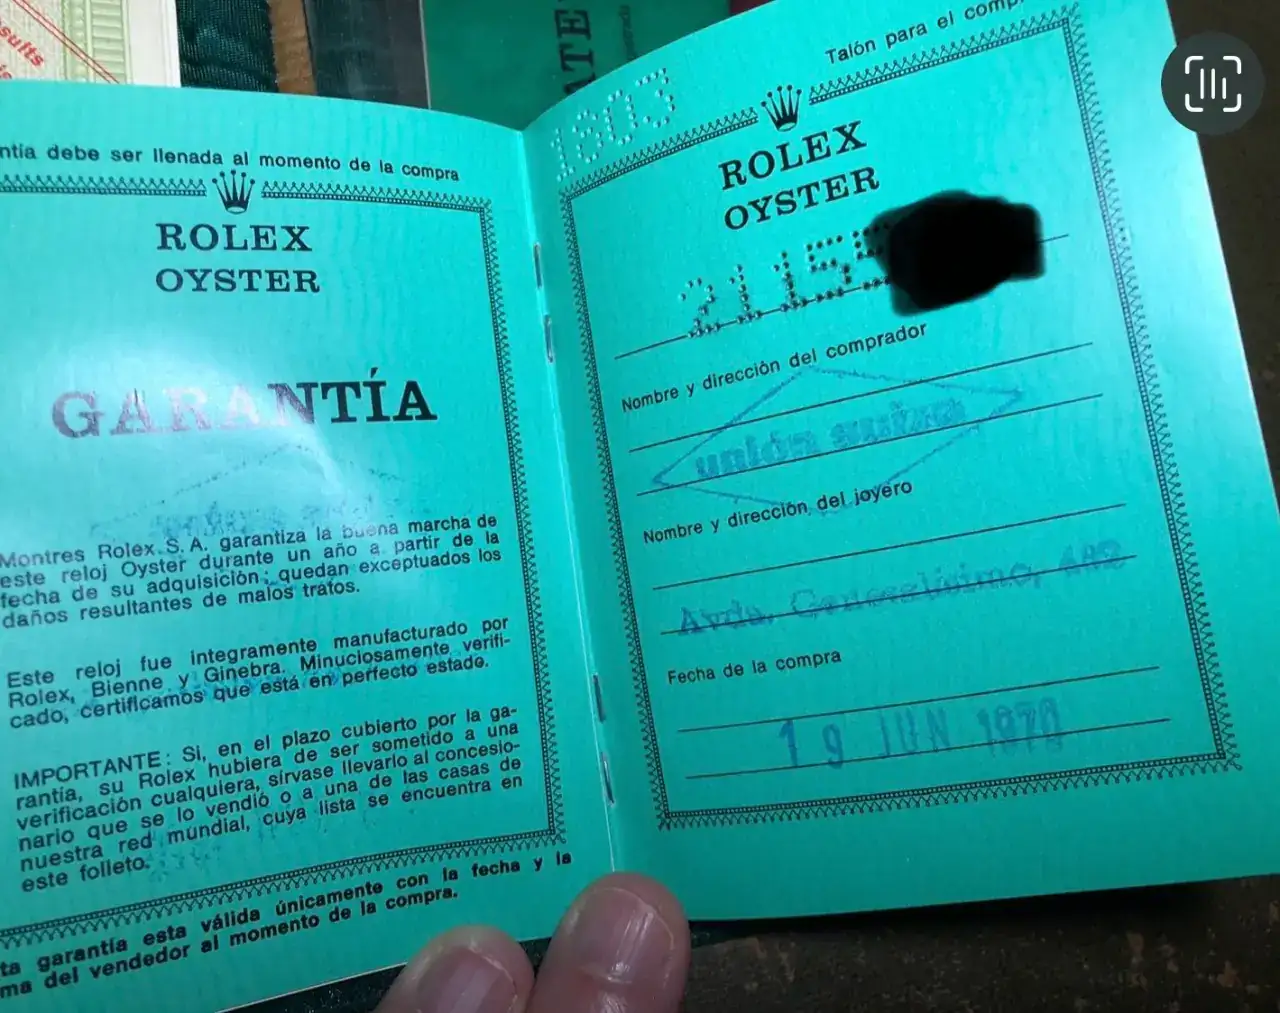 sults
ATE
ntía debe ser llenada al momento de la compra
ROLEX
OYSTER
GARANTÍA
Montres Rolex S. A. garantiza la buena marcha de
este reloj Oyster durante un año a partir de la
fecha de su adquisición; quedan exceptuados los
daños resultantes de malos tratos.
Este reloj fue integramente manufacturado por
Rolex, Bienne y Ginebra. Minuciosamente verifi-
cado, certificamos que está en perfecto estado.
IMPORTANTE : Si, en el plazo cubierto por la ga-
rantía, su Rolex hubiera de ser sometido a una
verificación cualquiera, sírvase llevarlo al concesio-
nario que se lo vendió o a una de las casas de
nuestra red mundial, cuya lista se encuentra en
este folleto.
ta garantía esta válida únicamente con la fecha y la
ma del vendedor al momento de la compra.
Talón para el comp
1803
ROLEX
OYSTER
21155
Nombre y dirección del comprador
unión suiza
Nombre y dirección del joyero
Avda. Generalísimo,
Fecha de la compra
19 JUN 1970